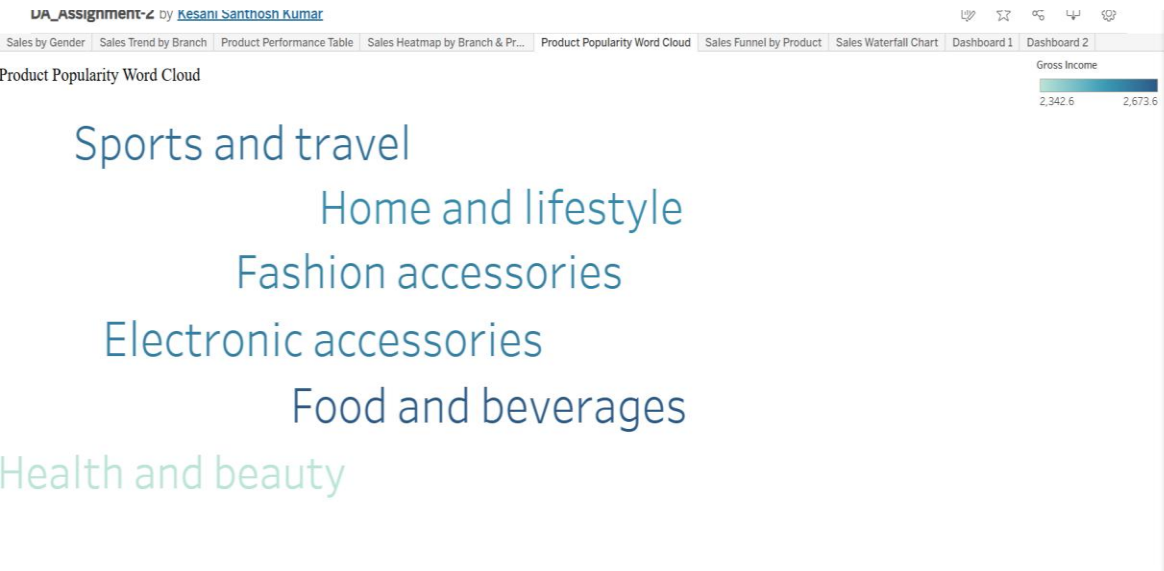 DA_Assignment-2 by Kesani Santhosh Kumar
Sales by Gender Sales Trend by Branch Product Performance Table Sales Heatmap by Branch & Pr... Product Popularity Word Cloud Sales Funnel by Product Sales Waterfall Chart Dashboard 1 Dashboard 2
Product Popularity Word Cloud
Gross Income
2,342.6 2,673.6
Sports and travel
Home and lifestyle
Fashion accessories
Electronic accessories
Food and beverages
Health and beauty